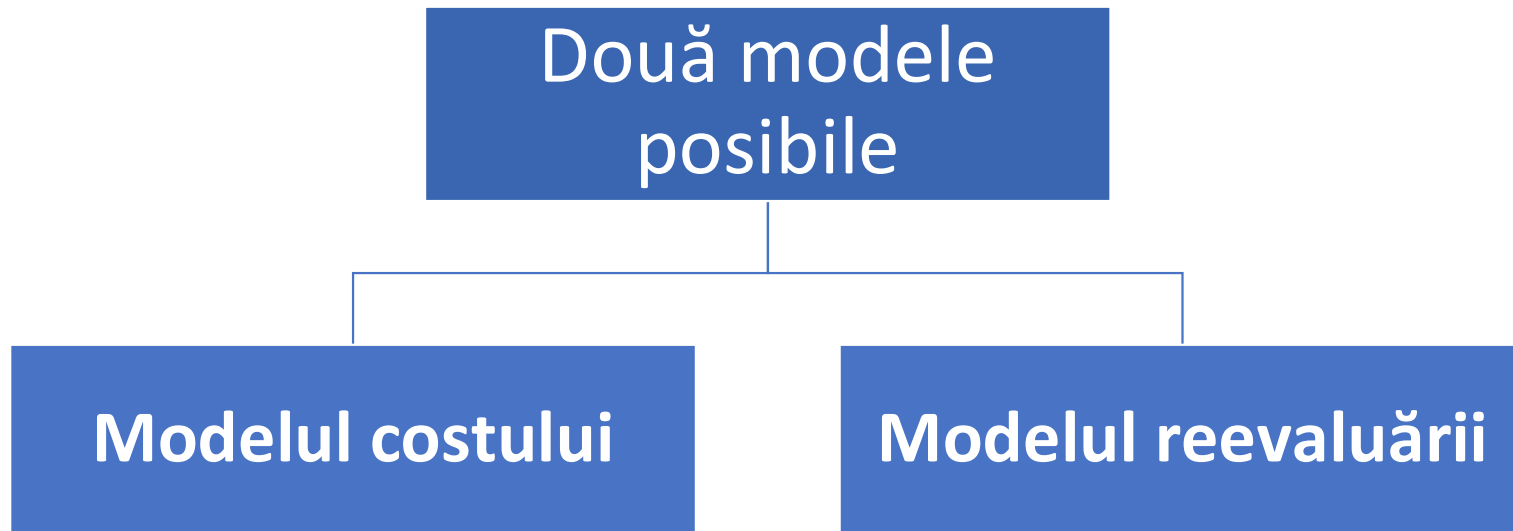 Două modele
posibile
Modelul costului
Modelul reevaluării